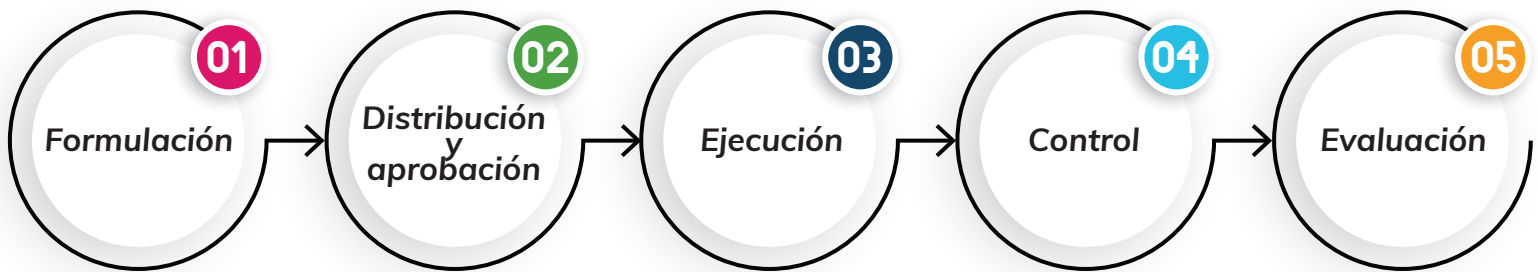 01
Formulación
02
Distribución
y
aprobación
03
Ejecución
04
Control
05
Evaluación